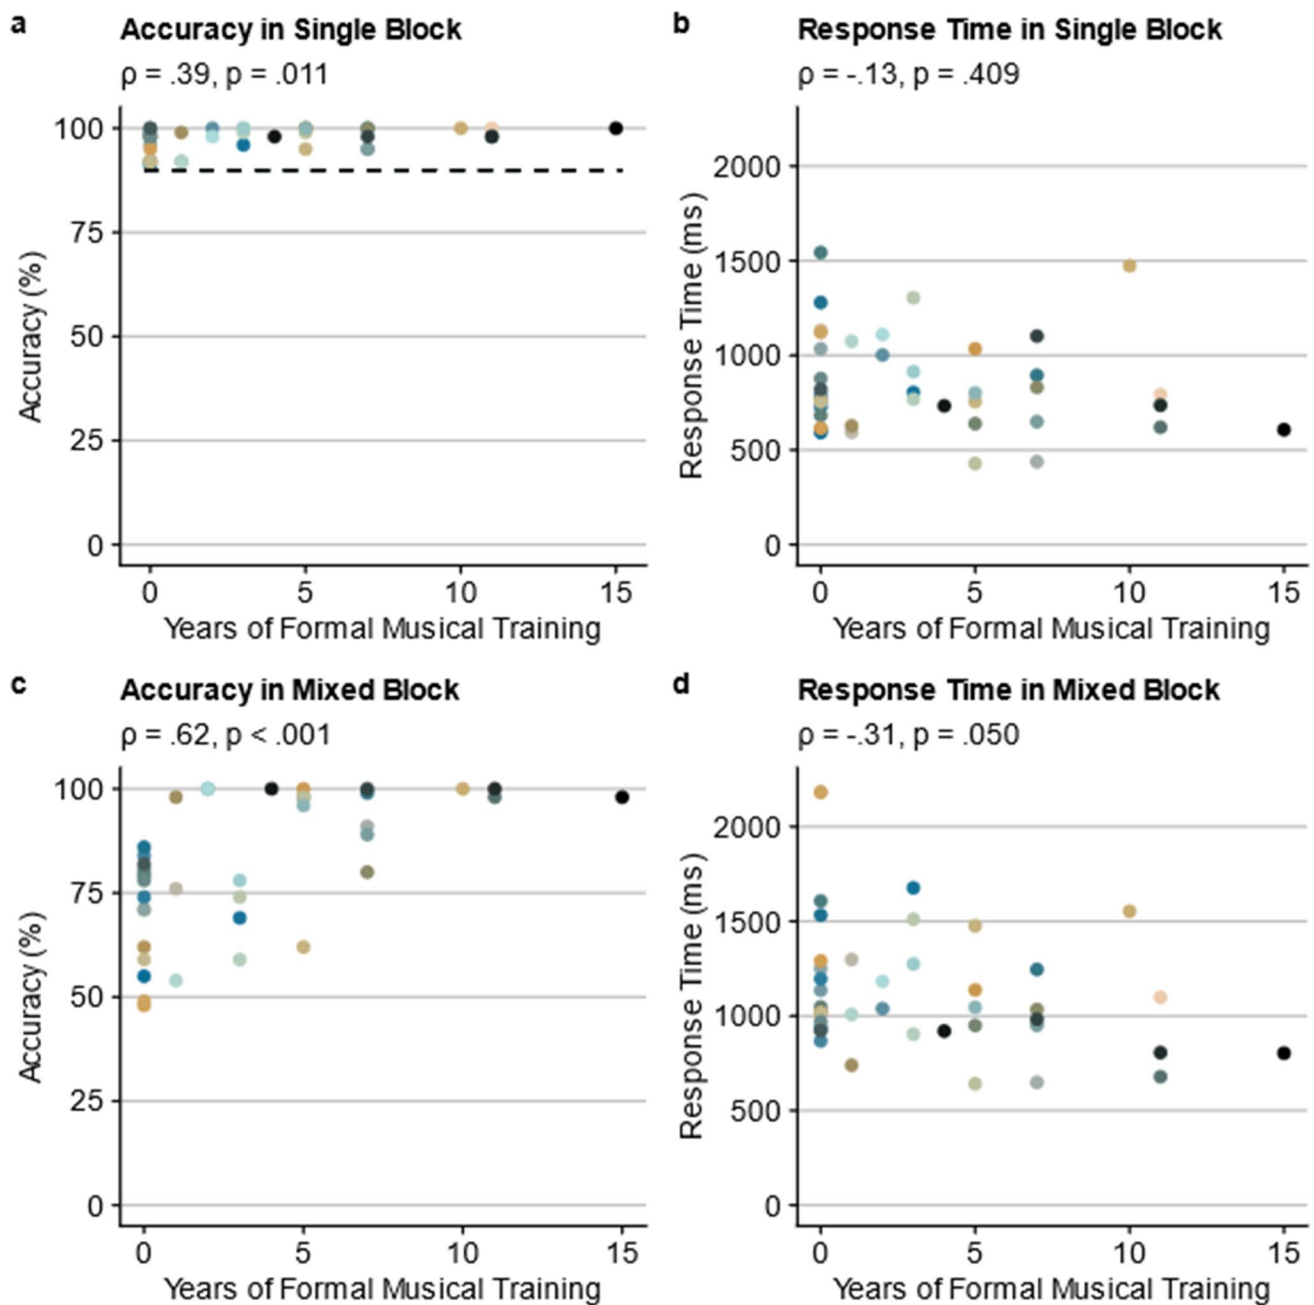 a Accuracy in Single Block
ρ = .39, p = .011
100
75
50
25
0
Accuracy (%)
0 5 10 15
Years of Formal Musical Training
b Response Time in Single Block
ρ = -.13, p = .409
2000
1500
1000
500
0
Response Time (ms)
0 5 10 15
Years of Formal Musical Training
c Accuracy in Mixed Block
ρ = .62, p < .001
100
75
50
25
0
Accuracy (%)
0 5 10 15
Years of Formal Musical Training
d Response Time in Mixed Block
ρ = -.31, p = .050
2000
1500
1000
500
0
Response Time (ms)
0 5 10 15
Years of Formal Musical Training